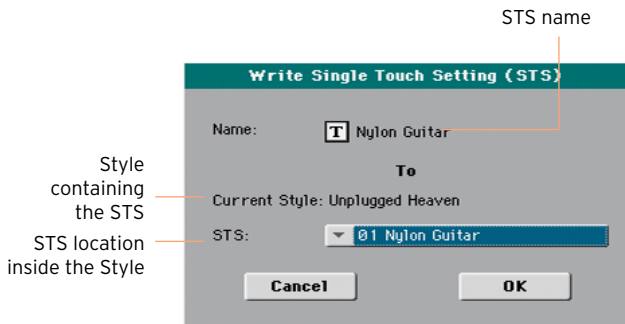 STS name
Write Single Touch Setting (STS)
Name: T Nylon Guitar
To
Style
containing
the STS
Current Style: Unplugged Heaven
STS location
inside the Style
STS: 01 Nylon Guitar
Cancel OK